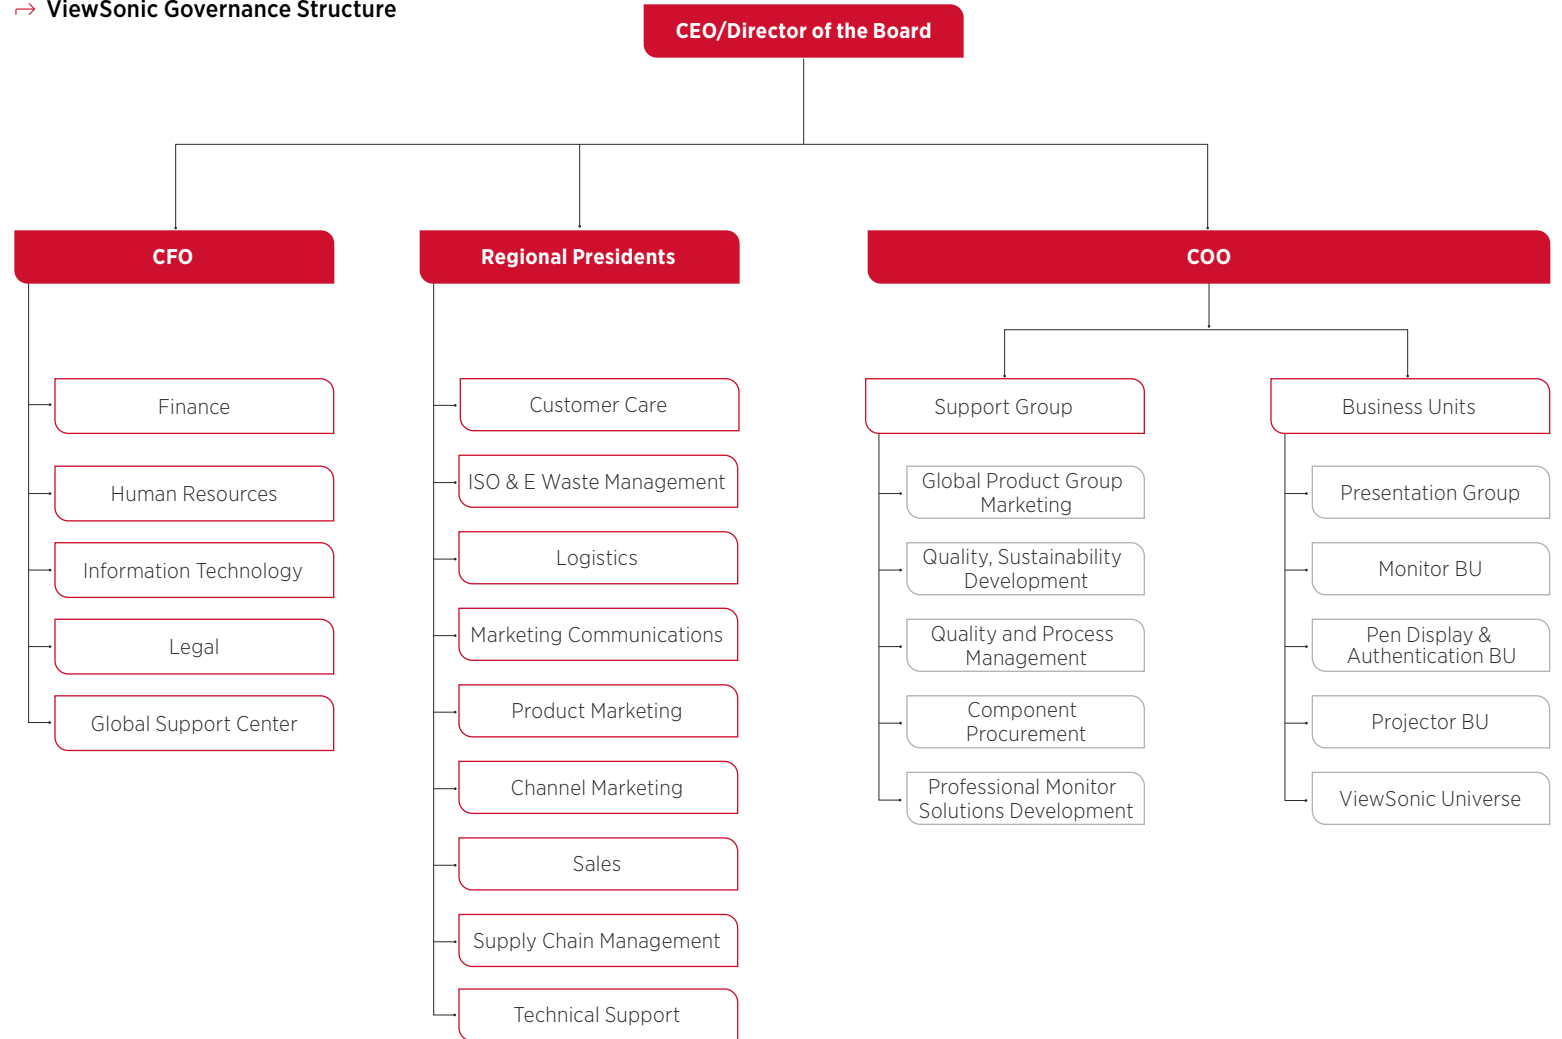 ViewSonic Governance Structure
CEO/Director of the Board
CFO
Finance
Human Resources
Information Technology
Legal
Global Support Center
Regional Presidents
Customer Care
ISO & E Waste Management
Logistics
Marketing Communications
Product Marketing
Channel Marketing
Sales
Supply Chain Management
Technical Support
COO
Support Group
Global Product Group
Marketing
Quality, Sustainability
Development
Quality and Process
Management
Component
Procurement
Professional Monitor
Solutions Development
Business Units
Presentation Group
Monitor BU
Pen Display &
Authentication BU
Projector BU
ViewSonic Universe